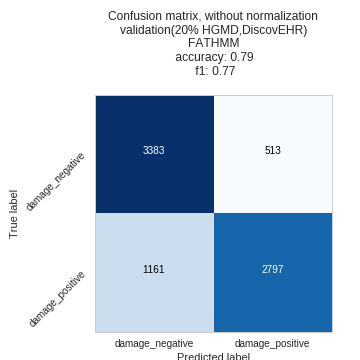 Confusion matrix, without normalization
validation(20% HGMD,DiscovEHR)
FATHMM
accuracy: 0.79
f1: 0.77
True label
damage_negative
3383
513
damage_positive
1161
2797
damage_negative
damage_positive
Predicted label